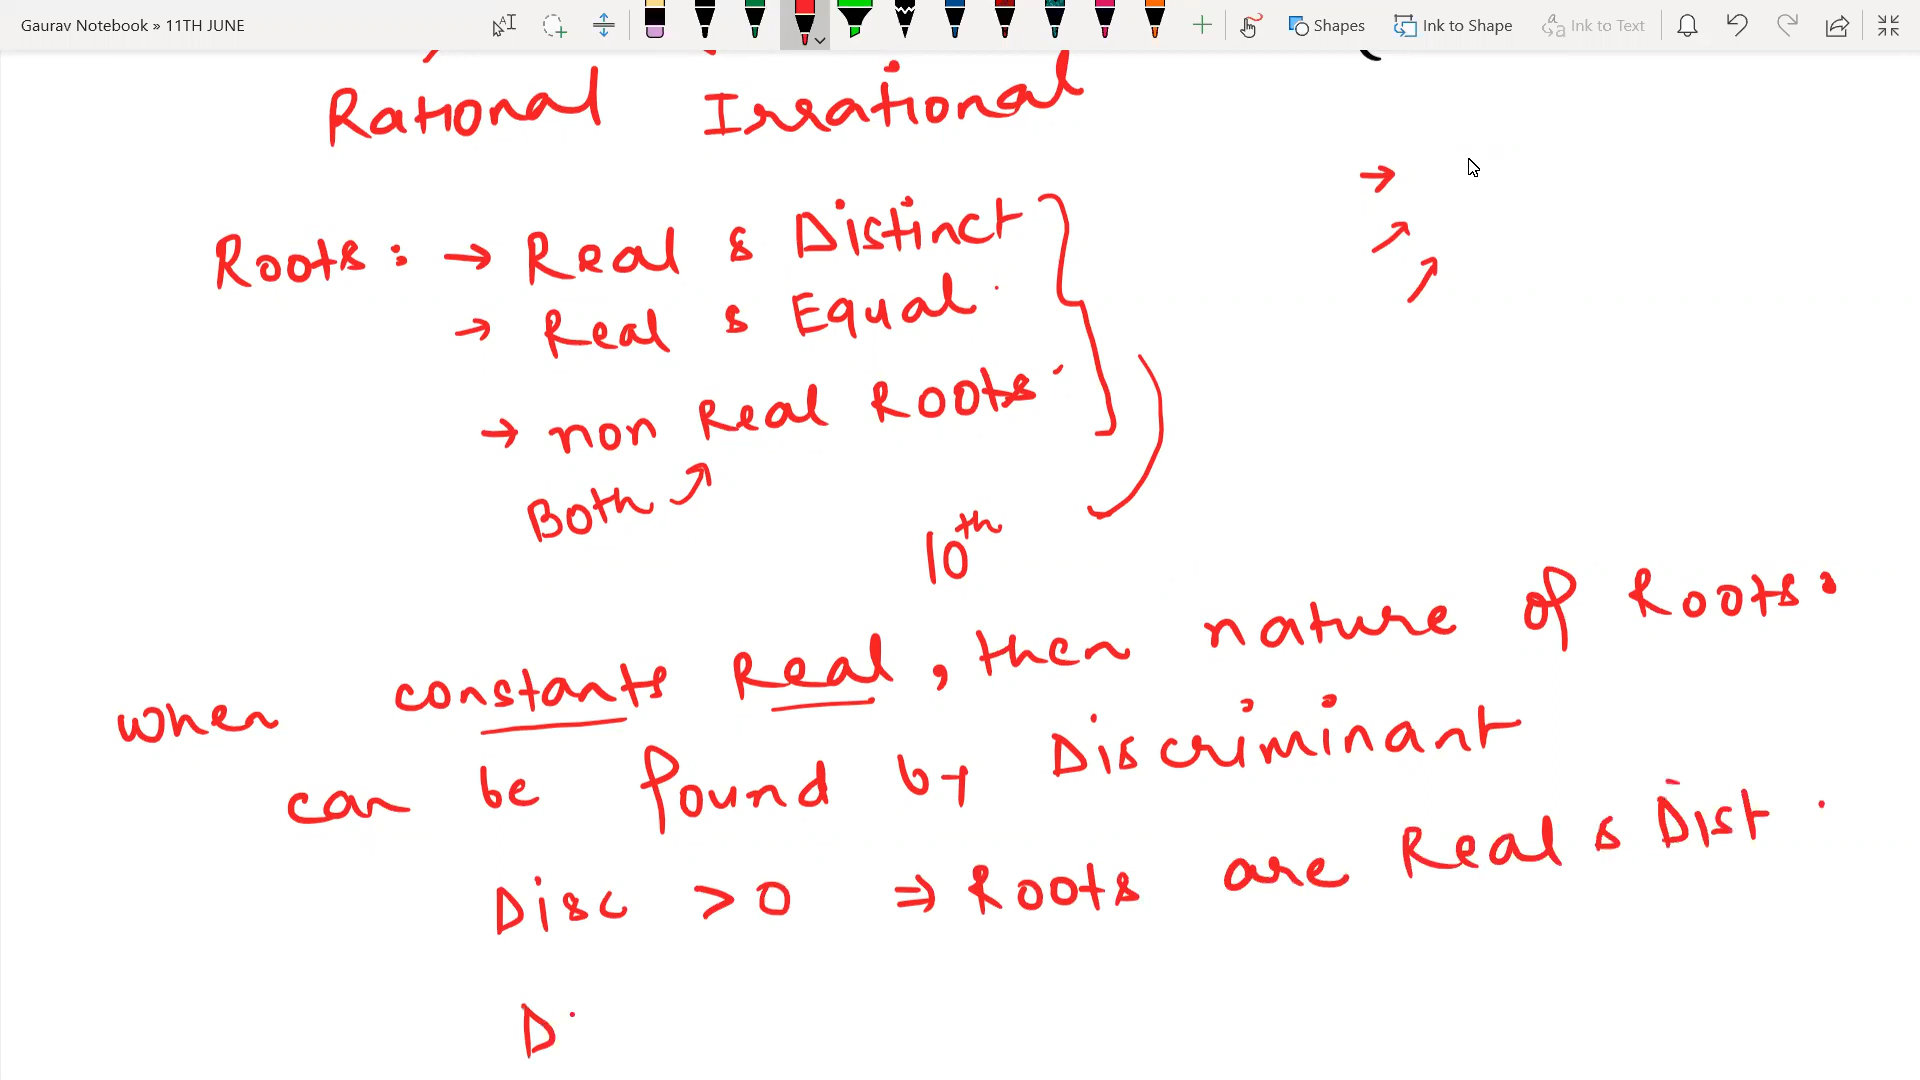 Gaurav Notebook » 11TH JUNE
Shapes
Ink to Shape
Ink to Text
Rational Irrational
Roots: → Real & Distinct
→ Real & Equal.
→ non Real Roots.
Both
10th
when constants Real, then nature of Roots.
can be found by Discriminant
Disc > 0 ⇒ Roots are Real & Dist.
Di